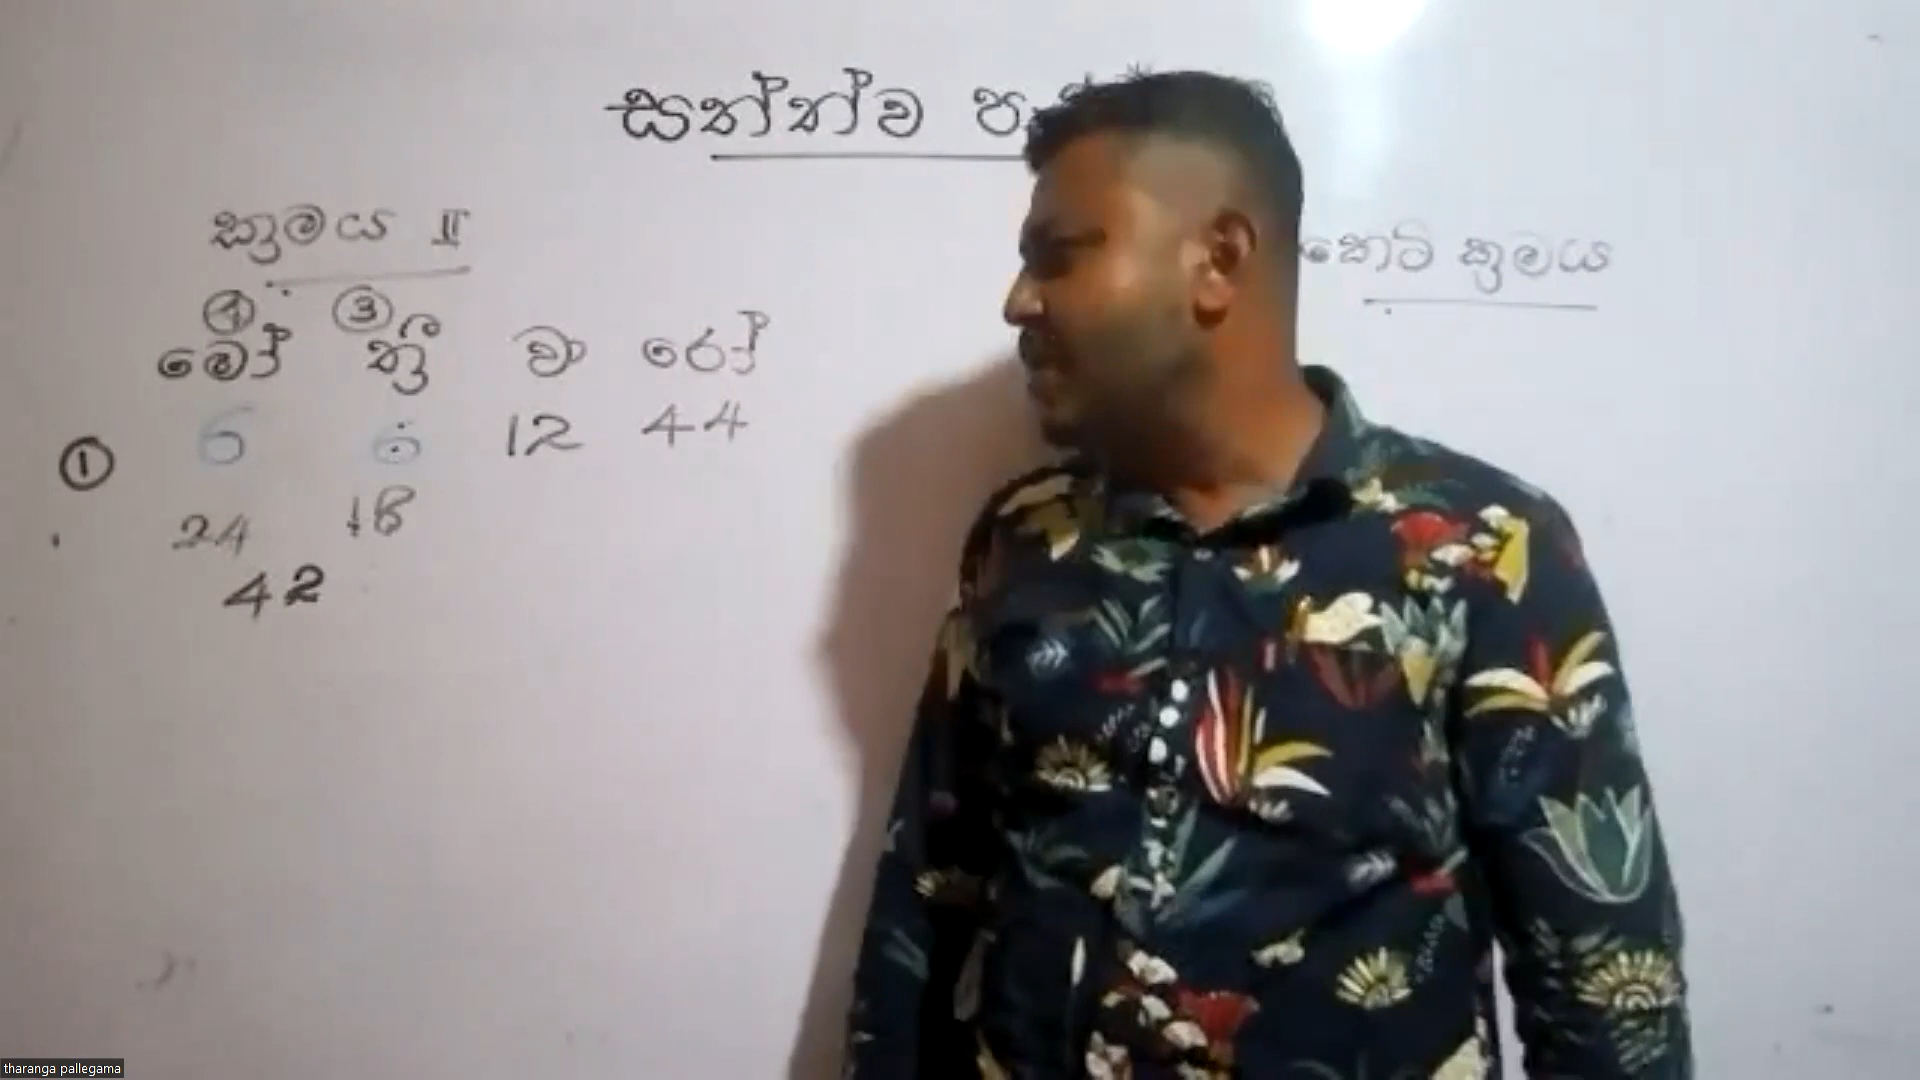 සත්ත්ව
ක්‍රමය II
කෙටි ක්‍රමය
④ ③
මෝ ත්‍රී වා රෝ
① 6 6 12 44
24 18
42
tharanga pallegama